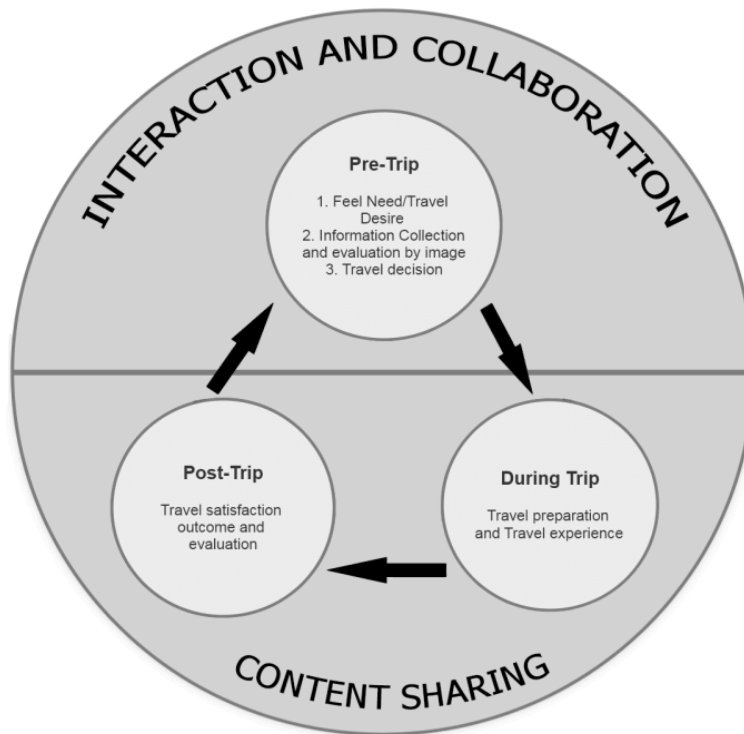 INTERACTION AND COLLABORATION
Pre-Trip
1. Feel Need/Travel
Desire
2. Information Collection
and evaluation by image
3. Travel decision
Post-Trip
Travel satisfaction
outcome and
evaluation
During Trip
Travel preparation
and Travel experience
CONTENT SHARING